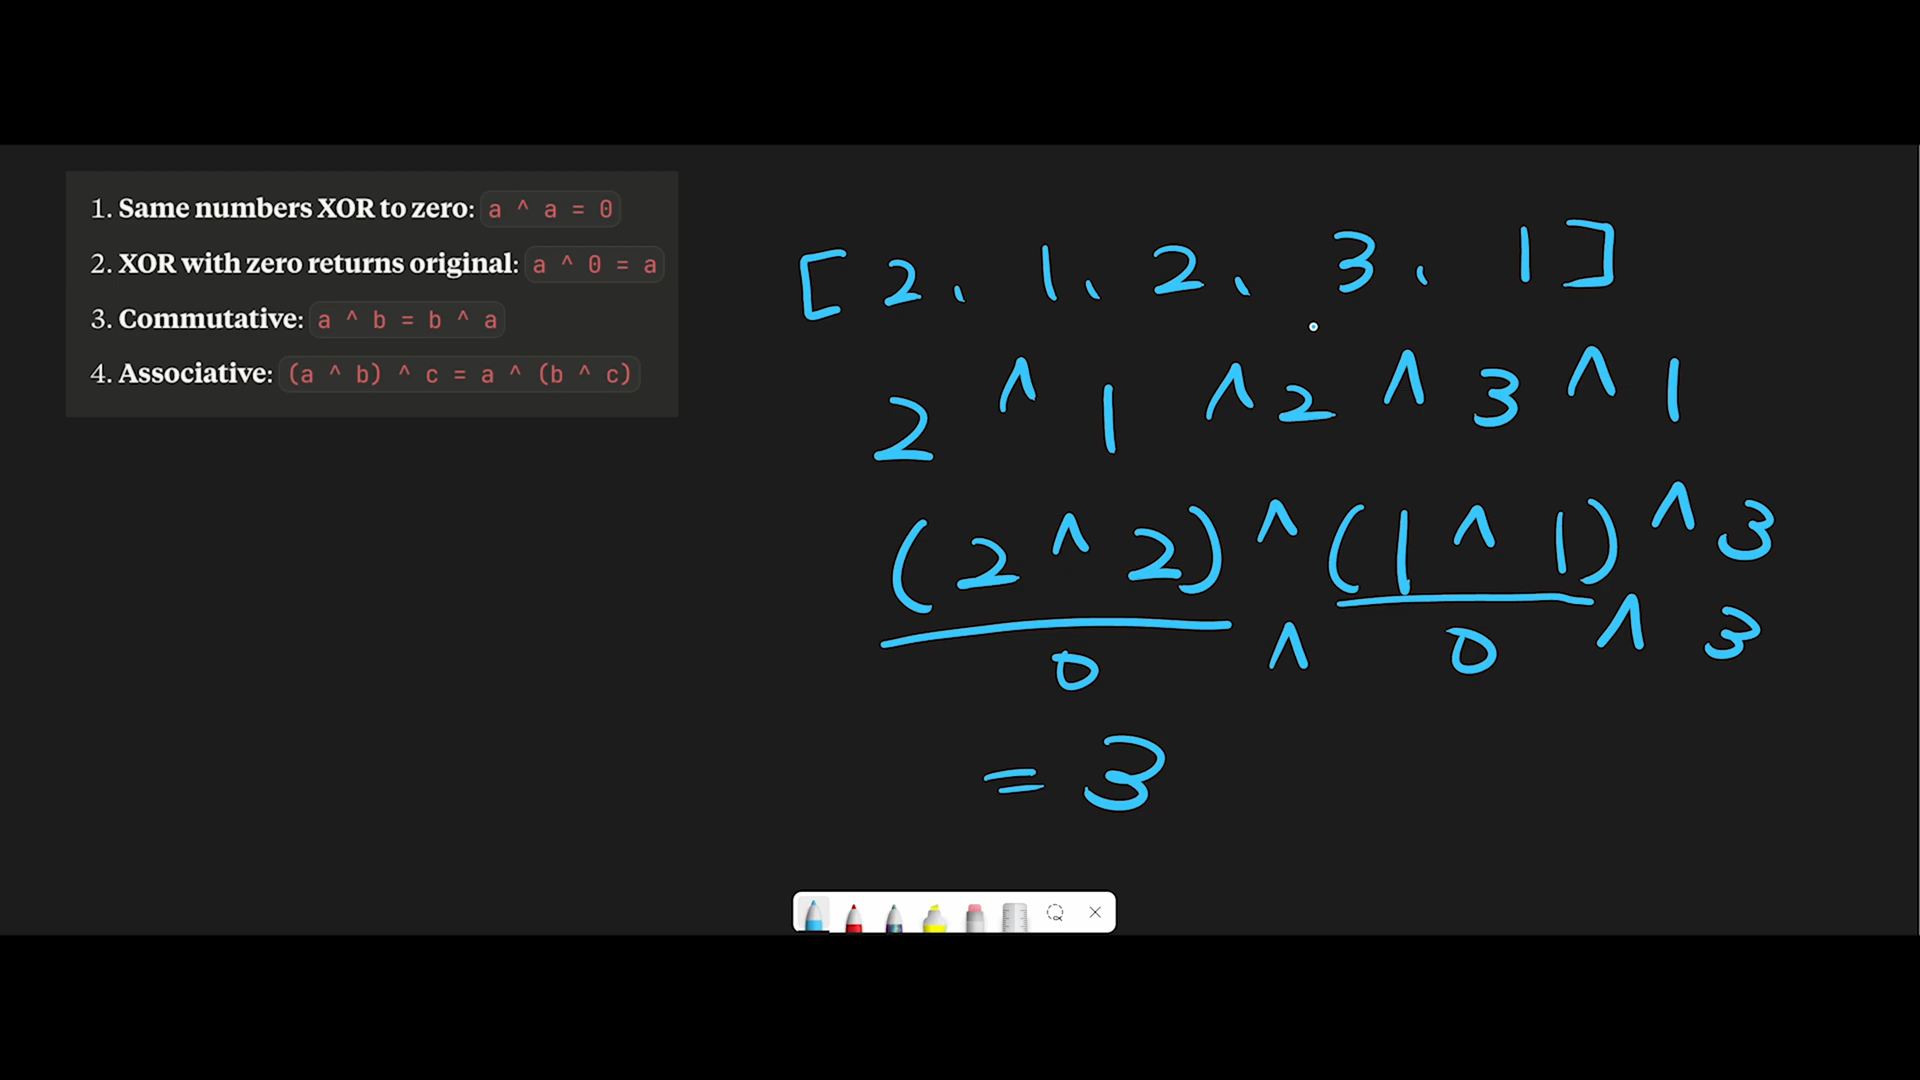 1. Same numbers XOR to zero: a ^ a = 0
2. XOR with zero returns original: a ^ 0 = a
3. Commutative: a ^ b = b ^ a
4. Associative: (a ^ b) ^ c = a ^ (b ^ c)
[2, 1, 2, 3, 1]
2 ^ 1 ^ 2 ^ 3 ^ 1
(2 ^ 2) ^ (1 ^ 1) ^ 3
0 ^ 0 ^ 3
= 3